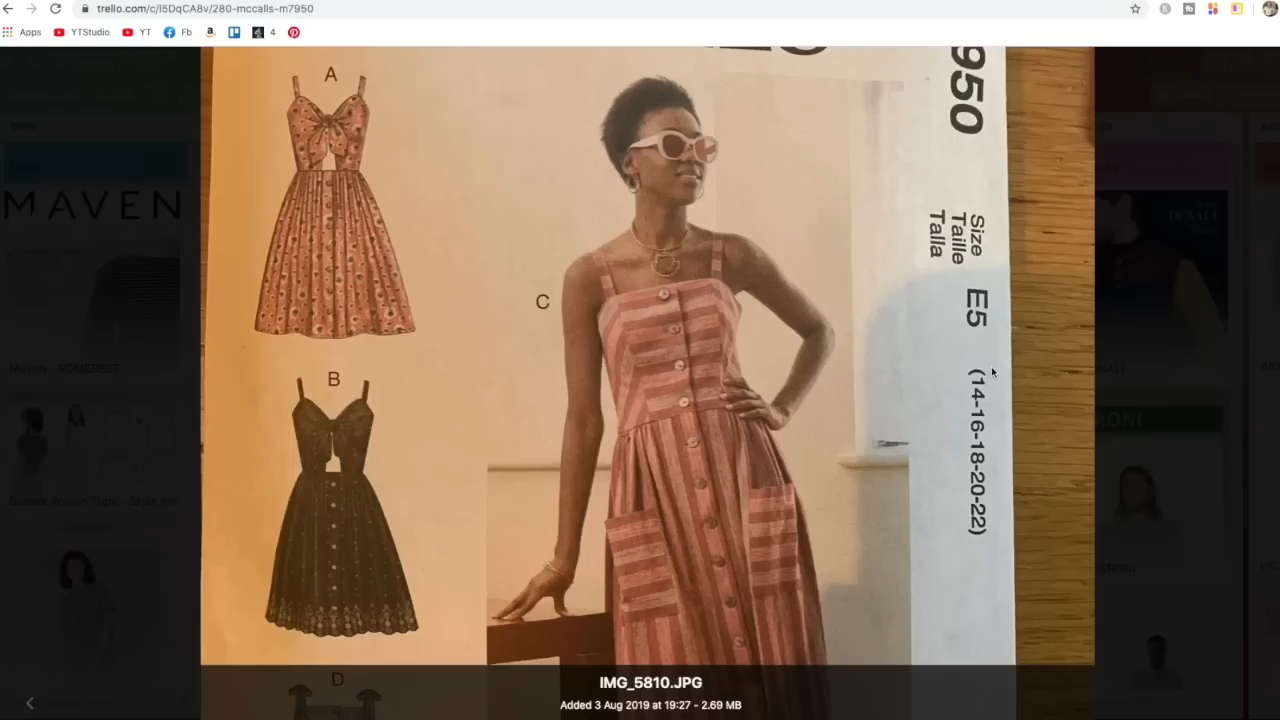 trello.com/c/l5DqCA8v/280-mccalls-m7950
Apps
YTStudio
YT
Fb
4
A
950
MAVEN
Size
Taille
Talla
E5
(14-16-18-20-22)
C
B
D
IMG_5810.JPG
Added 3 Aug 2019 at 19:27 - 2.69 MB